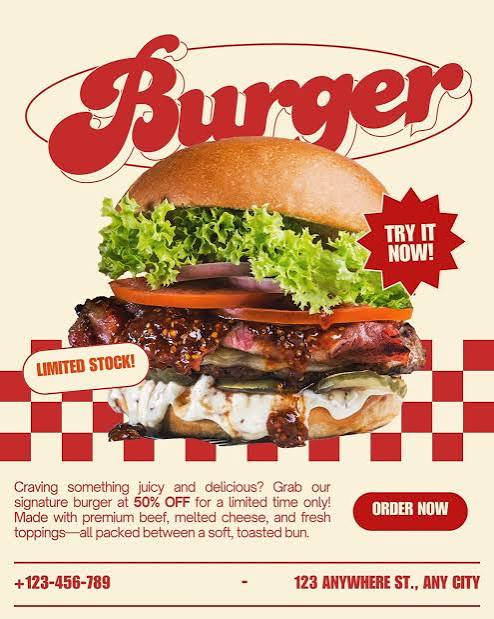 Burger
TRY IT
NOW!
LIMITED STOCK!
Craving something juicy and delicious? Grab our
signature burger at 50% OFF for a limited time only!
Made with premium beef, melted cheese, and fresh
toppings—all packed between a soft, toasted bun.
ORDER NOW
+123-456-789 - 123 ANYWHERE ST., ANY CITY